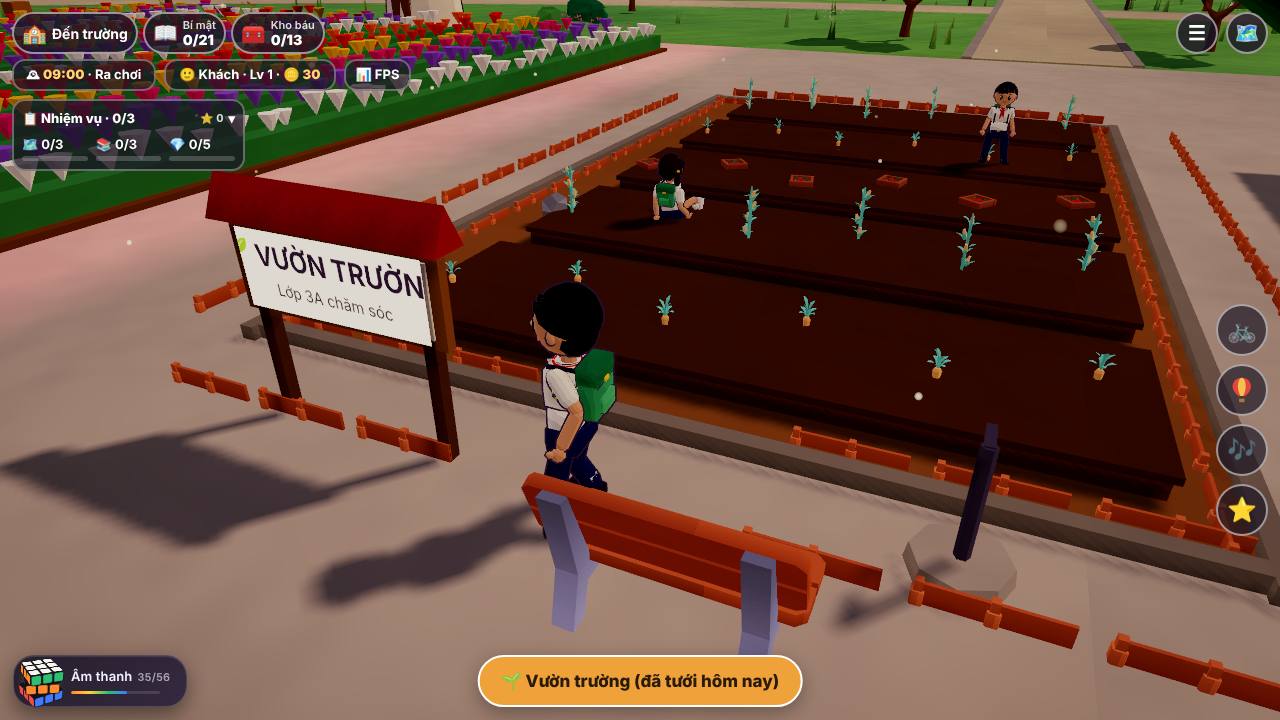 Đến trường
Bí mật
0/21
Kho báu
0/13
09:00 · Ra chơi
Khách · Lv 1 · 30
FPS
Nhiệm vụ · 0/3
0
0/3
0/3
0/5
VƯỜN TRƯỜN
Lớp 3A chăm sóc
Âm thanh 35/56
Vườn trường (đã tưới hôm nay)